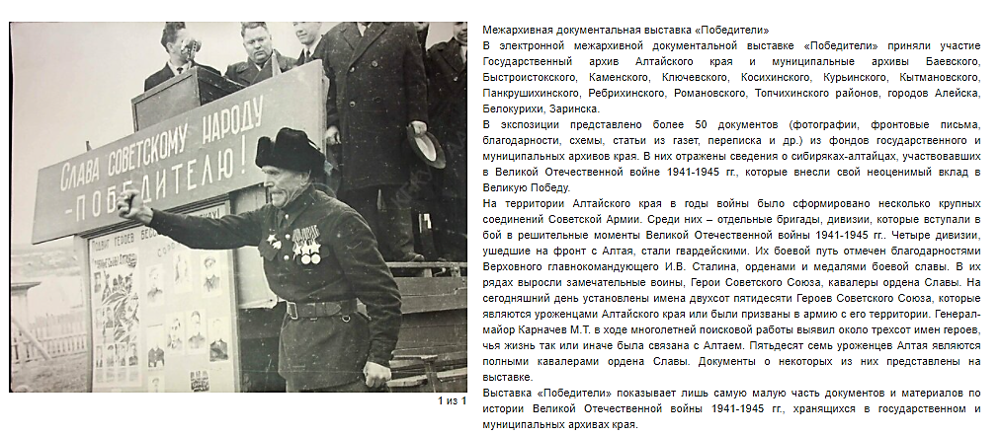 СЛАВА СОВЕТСКОМУ НАРОДУ
- ПОБЕДИТЕЛЮ!
1 из 1
Межархивная документальная выставка «Победители»
В электронной межархивной документальной выставке «Победители» приняли участие
Государственный архив Алтайского края и муниципальные архивы Баевского,
Быстроистокского, Каменского, Ключевского, Косихинского, Курьинского, Кытмановского,
Панкрушихинского, Ребрихинского, Романовского, Топчихинского районов, городов Алейска,
Белокурихи, Заринска.
В экспозиции представлено более 50 документов (фотографии, фронтовые письма,
благодарности, схемы, статьи из газет, переписка и др.) из фондов государственного и
муниципальных архивов края. В них отражены сведения о сибиряках-алтайцах, участвовавших
в Великой Отечественной войне 1941-1945 гг., которые внесли свой неоценимый вклад в
Великую Победу.
На территории Алтайского края в годы войны было сформировано несколько крупных
соединений Советской Армии. Среди них – отдельные бригады, дивизии, которые вступали в
бой в решительные моменты Великой Отечественной войны 1941-1945 гг.. Четыре дивизии,
ушедшие на фронт с Алтая, стали гвардейскими. Их боевой путь отмечен благодарностями
Верховного главнокомандующего И.В. Сталина, орденами и медалями боевой славы. В их
рядах выросли замечательные воины, Герои Советского Союза, кавалеры ордена Славы. На
сегодняшний день установлены имена двухсот пятидесяти Героев Советского Союза, которые
являются уроженцами Алтайского края или были призваны в армию с его территории. Генерал-
майор Карначев М.Т. в ходе многолетней поисковой работы выявил около трехсот имен героев,
чья жизнь так или иначе была связана с Алтаем. Пятьдесят семь уроженцев Алтая являются
полными кавалерами ордена Славы. Документы о некоторых из них представлены на
выставке.
Выставка «Победители» показывает лишь самую малую часть документов и материалов по
истории Великой Отечественной войны 1941-1945 гг., хранящихся в государственном и
муниципальных архивах края.